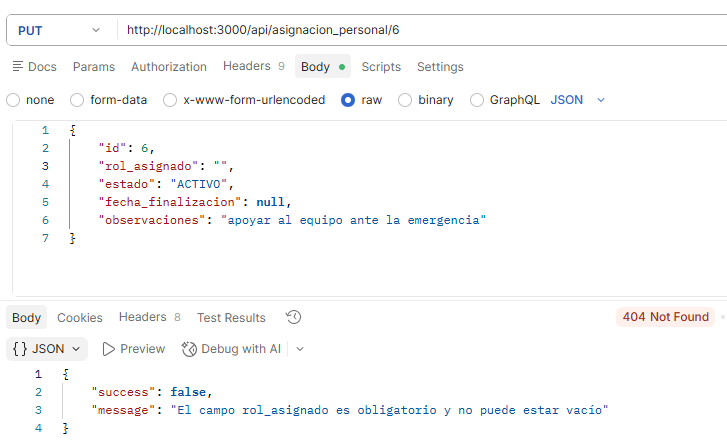 PUT http://localhost:3000/api/asignacion_personal/6
Docs Params Authorization Headers 9 Body Scripts Settings
none form-data x-www-form-urlencoded raw binary GraphQL JSON
1 {
2 "id": 6,
3 "rol_asignado": "",
4 "estado": "ACTIVO",
5 "fecha_finalizacion": null,
6 "observaciones": "apoyar al equipo ante la emergencia"
7 }
Body Cookies Headers 8 Test Results 404 Not Found
{} JSON Preview Debug with AI
1 {
2 "success": false,
3 "message": "El campo rol_asignado es obligatorio y no puede estar vacío"
4 }